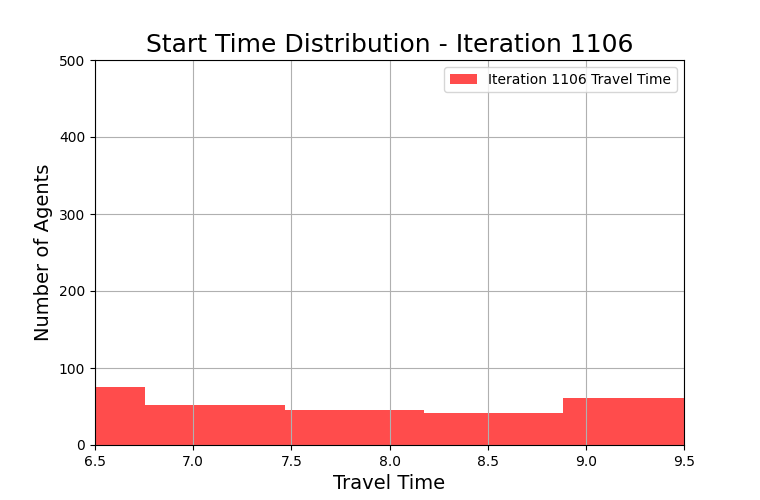 Start Time Distribution - Iteration 1106
Iteration 1106 Travel Time
Number of Agents
500
400
300
200
100
0
6.5 7.0 7.5 8.0 8.5 9.0 9.5
Travel Time